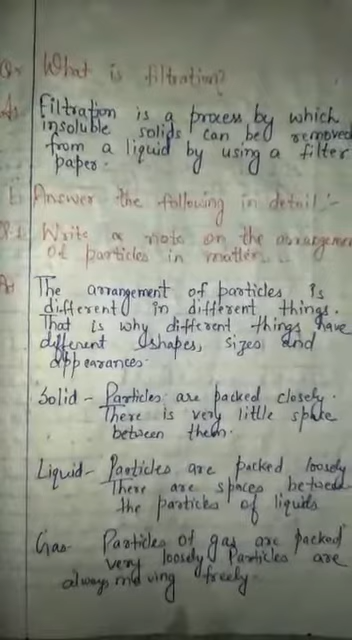 Q. What is filtration?
As Filtration is a process by which
insoluble solids can be removed
from a liquid by using a filter
paper.
E. Answer the following in detail :-
Q.1. Write a note on the arrangemen
of particles in matter...
As The arrangement of particles is
different in different things.
That is why different things have
different shapes, sizes and
appearances.
Solid - Particles are packed closely.
There is very little space
between them.
Liquid - Particles are packed loosely
There are spaces between
the particles of liquids
Gas Particles of gas are packed
very loosely Particles are
always moving freely.